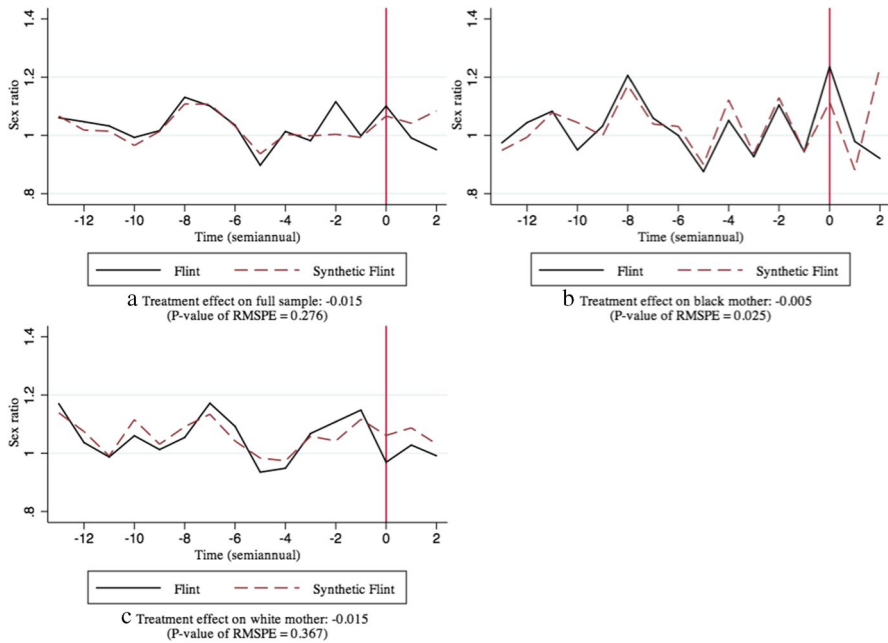 1.4
1.2
1
.8
Sex ratio
-12 -10 -8 -6 -4 -2 0 2
Time (semiannual)
Flint Synthetic Flint
a Treatment effect on full sample: -0.015
(P-value of RMSPE = 0.276)
1.4
1.2
1
.8
Sex ratio
-12 -10 -8 -6 -4 -2 0 2
Time (semiannual)
Flint Synthetic Flint
b Treatment effect on black mother: -0.005
(P-value of RMSPE = 0.025)
1.4
1.2
1
.8
Sex ratio
-12 -10 -8 -6 -4 -2 0 2
Time (semiannual)
Flint Synthetic Flint
c Treatment effect on white mother: -0.015
(P-value of RMSPE = 0.367)